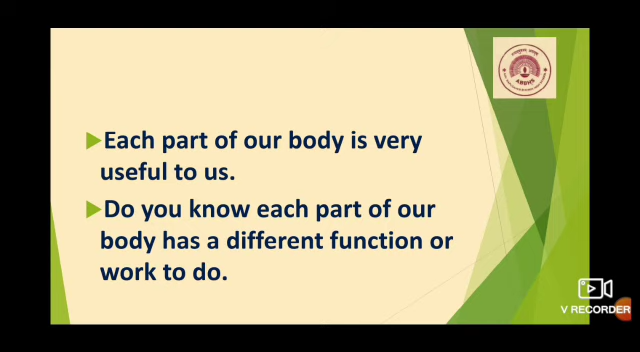 Each part of our body is very
useful to us.
Do you know each part of our
body has a different function or
work to do.
V RECORDER